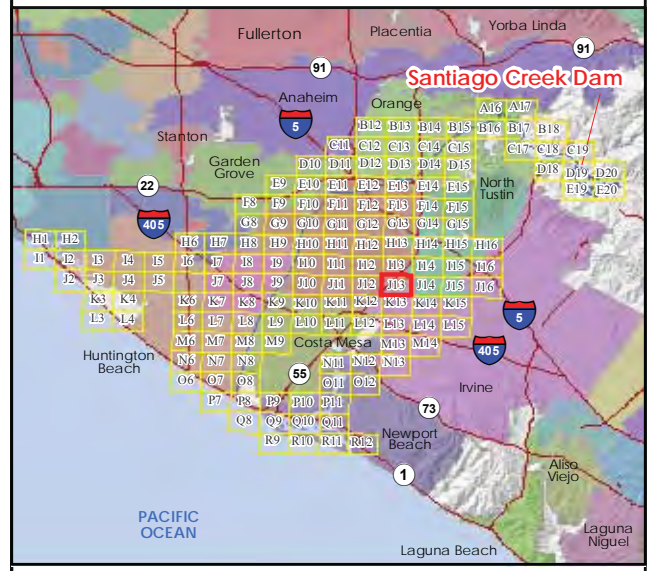 Fullerton
Placentia
Yorba Linda
91
91
Santiago Creek Dam
Anaheim
Orange
A16 A17
5
B12 B13 B14 B15 B16 B17 B18
Stanton
C11 C12 C13 C14 C15 C17 C18 C19
Garden
Grove
D10 D11 D12 D13 D14 D15 D18 D19 D20
North
Tustin
22
E9 E10 E11 E12 E13 E14 E15 E19 E20
F8 F9 F10 F11 F12 F13 F14 F15
405
G8 G9 G10 G11 G12 G13 G14 G15
H1 H2 H6 H7 H8 H9 H10 H11 H12 H13 H14 H15 H16
I1 I2 I3 I4 I5 I6 I7 I8 I9 I10 I11 I12 I13 I14 I15 I16
J2 J3 J4 J5 J7 J8 J9 J10 J11 J12 J13 J14 J15 J16
K3 K4 K6 K7 K8 K9 K10 K11 K12 K13 K14 K15
5
L3 L4 L6 L7 L8 L9 L10 L11 L12 L13 L14 L15
M6 M7 M8 M9 Costa Mesa M13 M14
405
Huntington
Beach
N6 N7 N8 N11 N12 N13
55
O6 O7 O8 O11 O12
Irvine
P7 P8 P9 P10 P11
73
Q8 Q9 Q10 Q11
Newport
Beach
R9 R10 R11 R12
1
Aliso
Viejo
PACIFIC
OCEAN
Laguna
Niguel
Laguna Beach